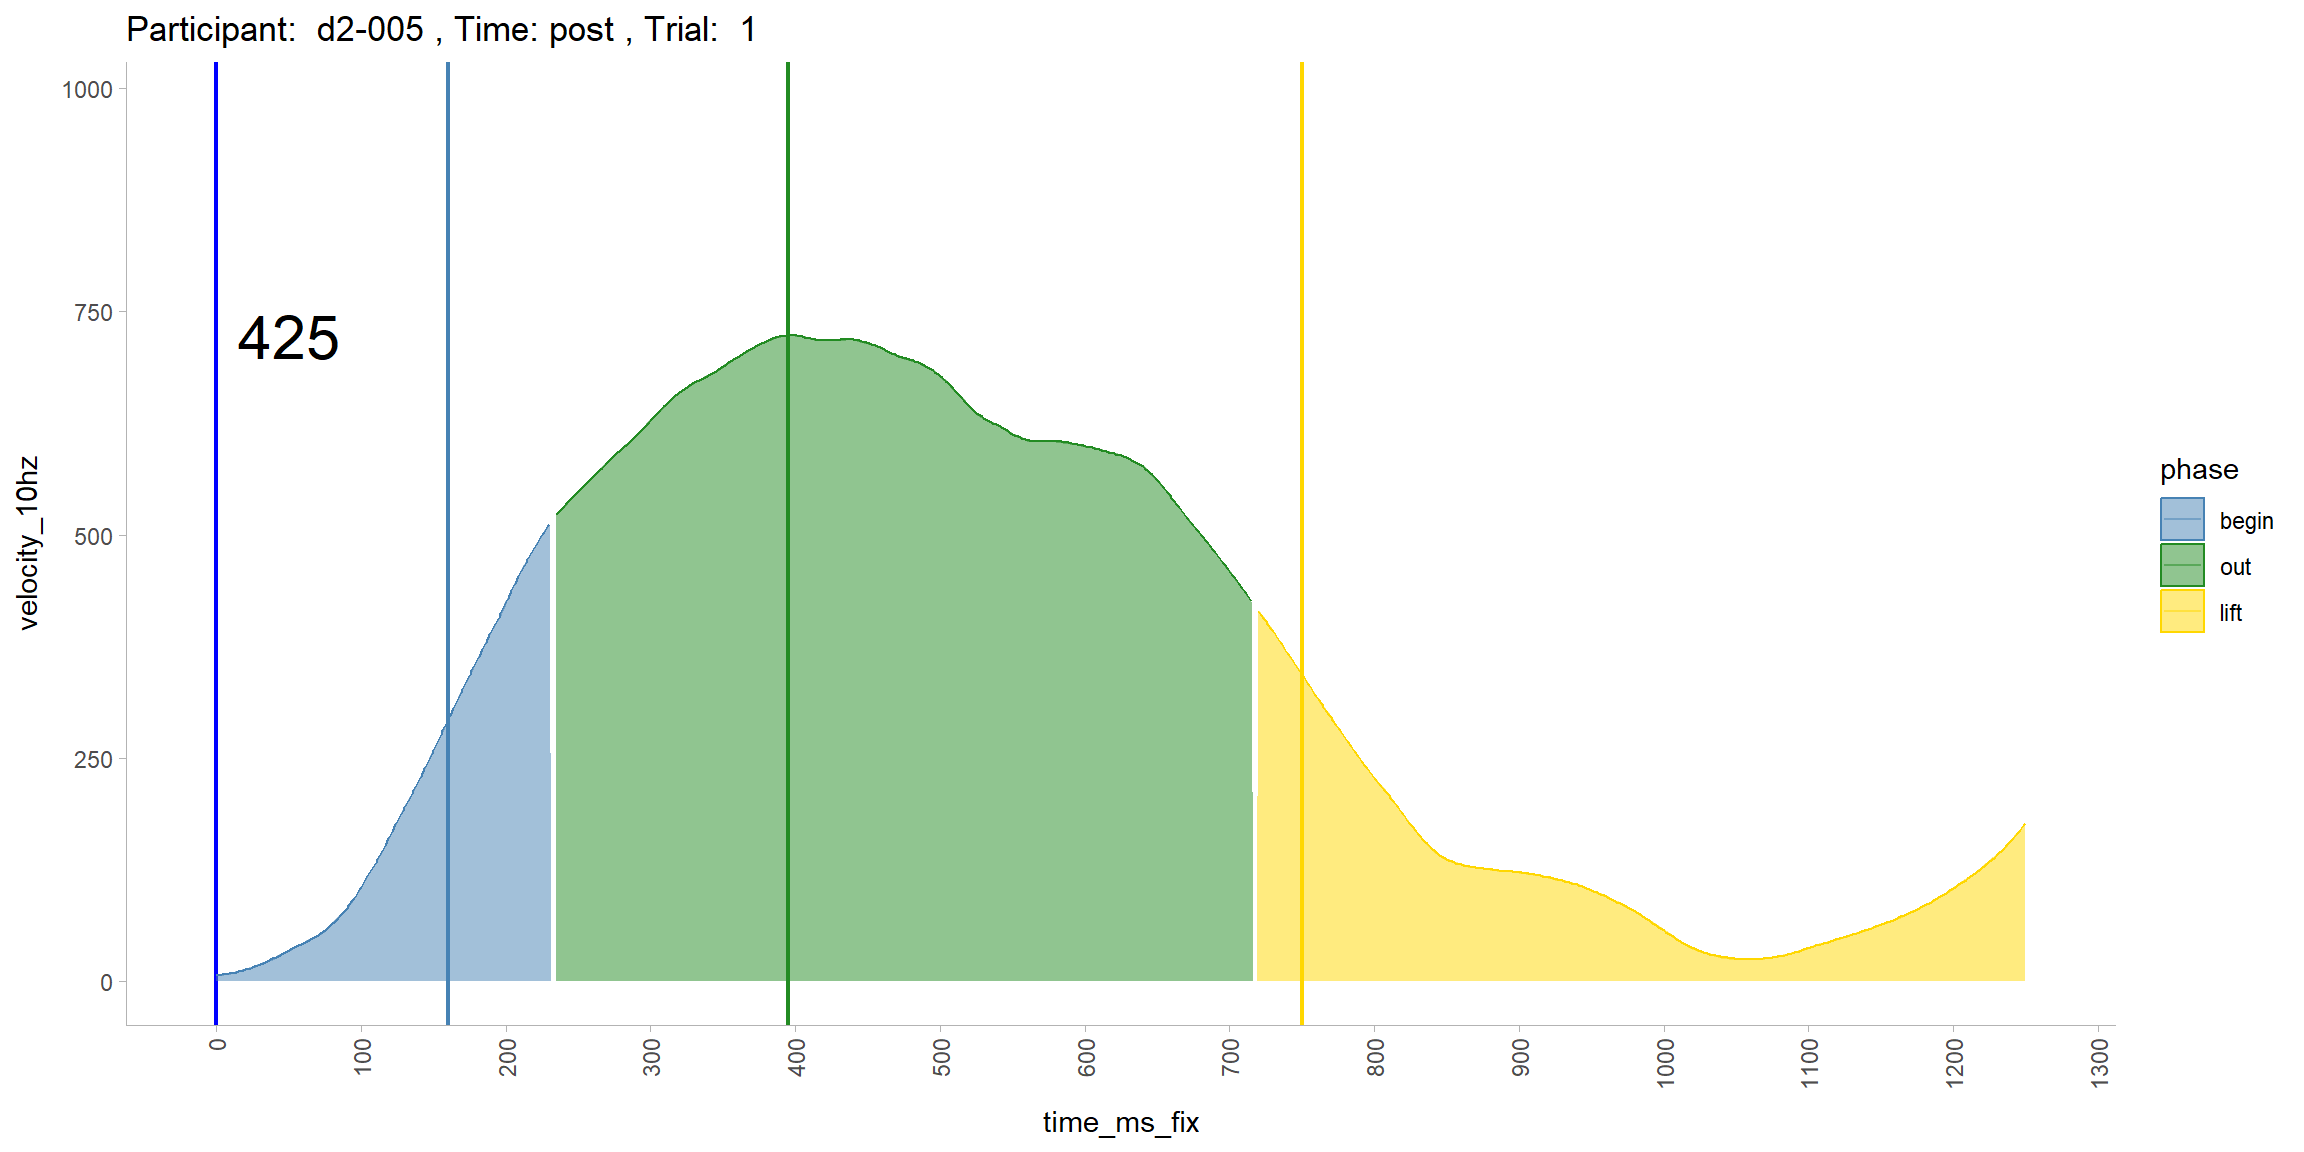 Participant:  d2-005 , Time: post , Trial:  1
1000
750
500
250
0
425
velocity_10hz
0
100
200
300
400
500
600
700
800
900
1000
1100
1200
1300
time_ms_fix
phase
begin
out
lift